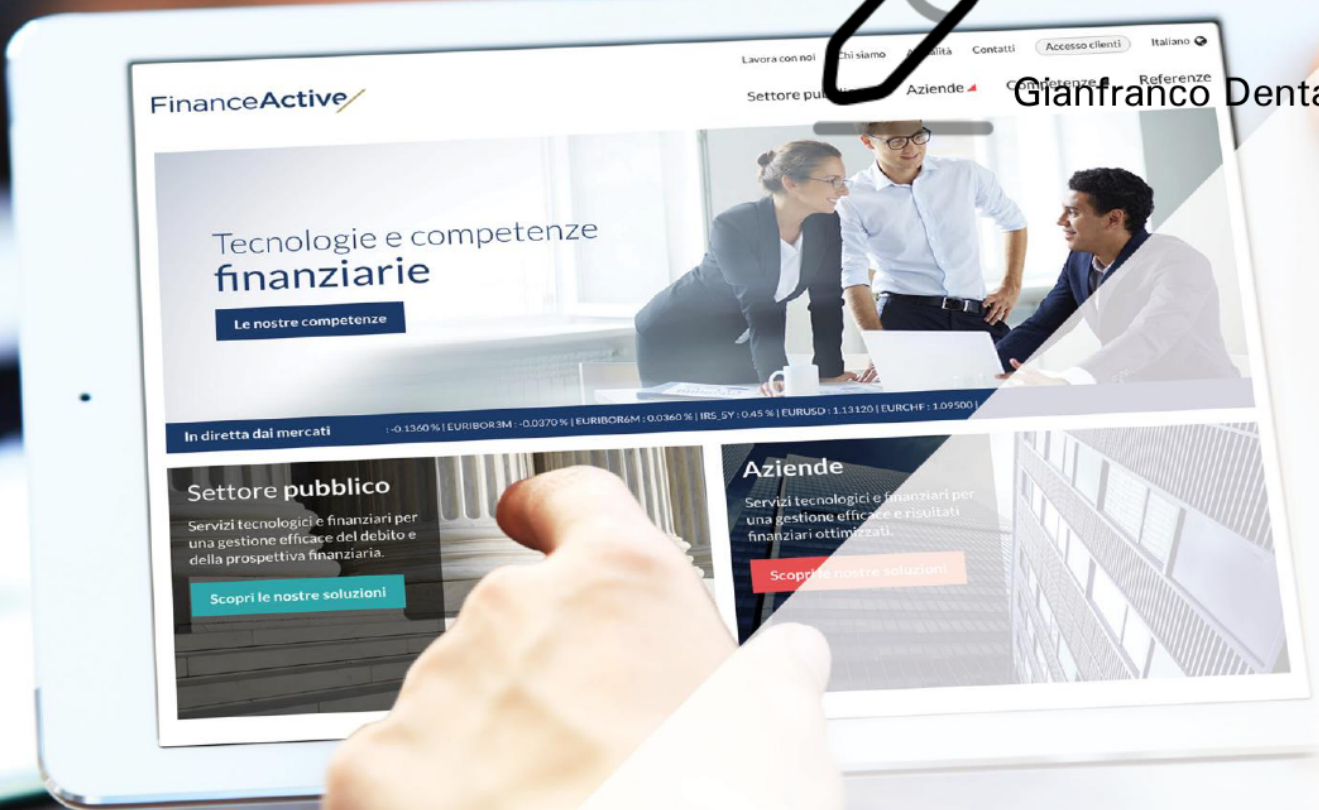 Lavora con noi Chi siamo Contatti Accesso clienti Italiano
FinanceActive
Aziende Competenze Referenze
Settore
Gianfranco
Tecnologie e competenze
finanziarie
Le nostre competenze
In diretta dai mercati : -0.1360 % | EURIBOR3M : -0.0370 % | EURIBOR6M : 0.0360 % | IRS_5Y : 0.45 % | EURUSD : 1.13120 | EURCHF : 1.09500 |
Settore pubblico
Servizi tecnologici e finanziari per
una gestione efficace del debito e
della prospettiva finanziaria.
Scopri le nostre soluzioni
Aziende
Servizi tecnologici e finanziari per
una gestione efficace e risultati
finanziari ottimizzati.
Scopri le nostre soluzioni